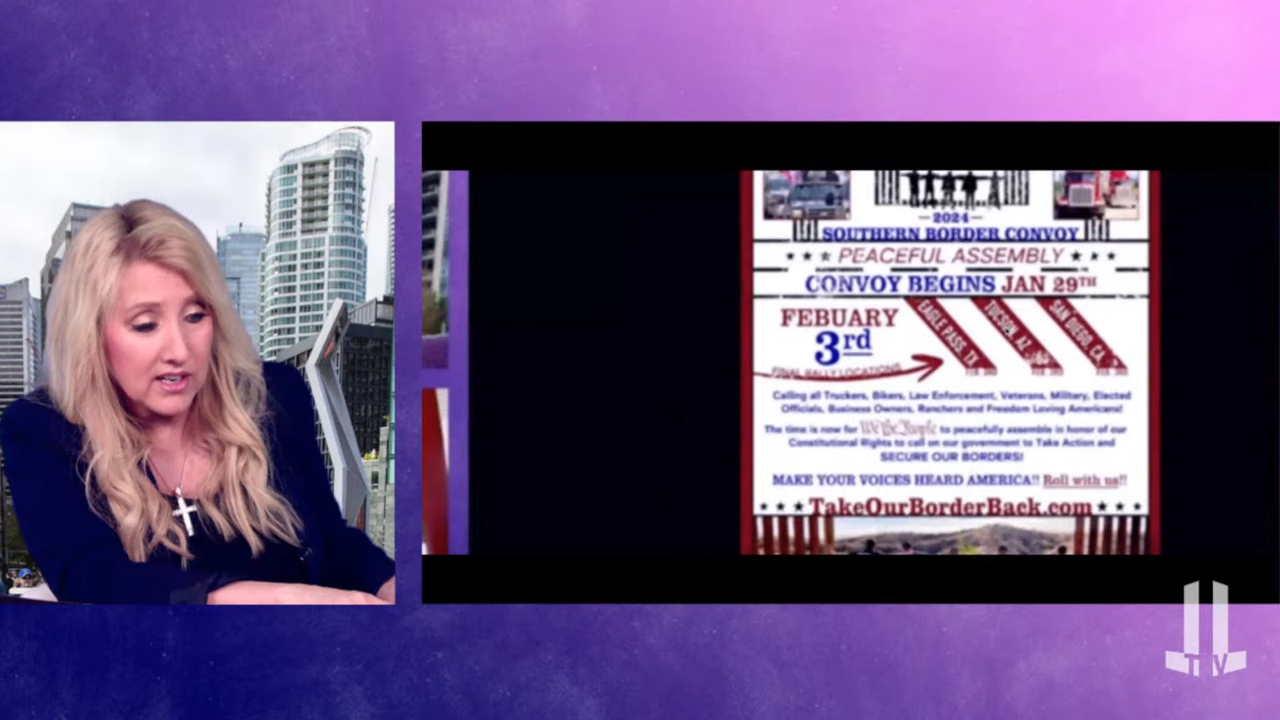 2024
SOUTHERN BORDER CONVOY
PEACEFUL ASSEMBLY
CONVOY BEGINS JAN 29TH
FEBUARY
3rd
EAGLE PASS, TX
TUCSON, AZ
SAN DIEGO, CA
FINAL RALLY LOCATIONS
Calling all Truckers, Bikers, Law Enforcement, Veterans, Military, Elected
Officials, Business Owners, Ranchers and Freedom Loving Americans!
The time is now for We the People to peacefully assemble in honor of our
Constitutional Rights to call on our government to Take Action and
SECURE OUR BORDERS!
MAKE YOUR VOICES HEARD AMERICA!! Roll with us!!
TakeOurBorderBack.com